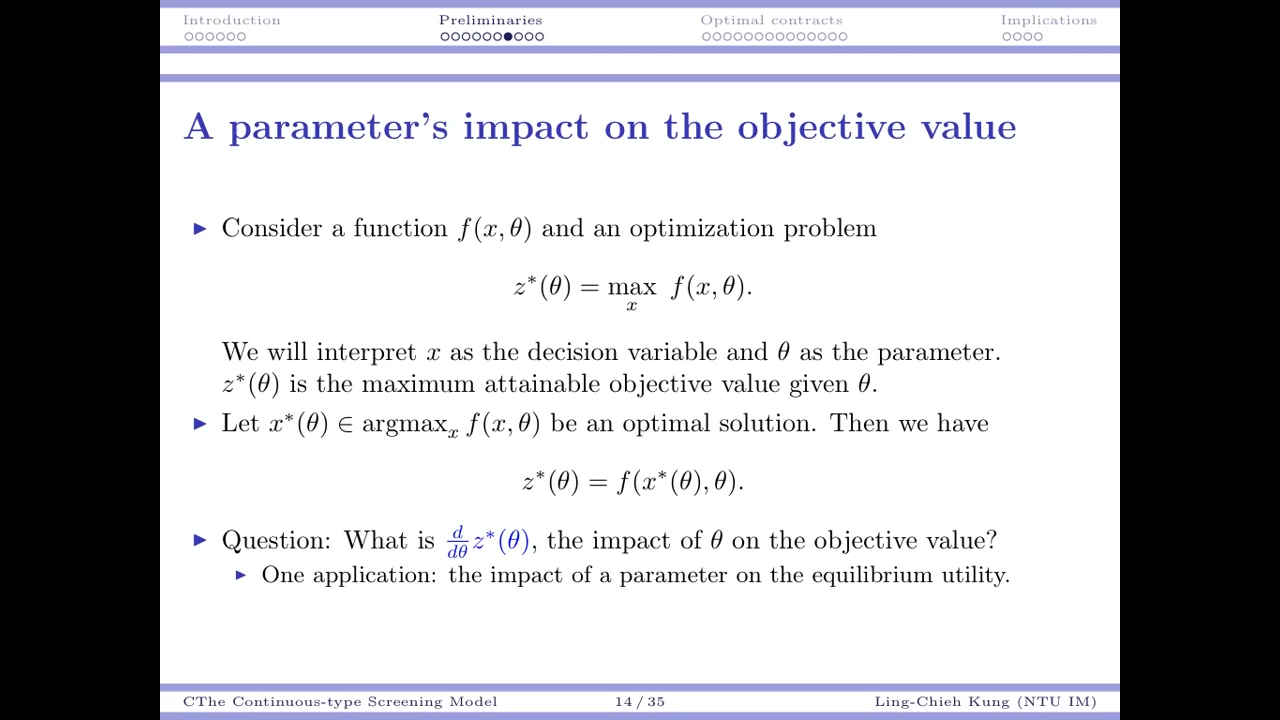 Introduction Preliminaries Optimal contracts Implications
A parameter's impact on the objective value
▶ Consider a function f(x, θ) and an optimization problem
z*(θ) = max_x f(x, θ).
We will interpret x as the decision variable and θ as the parameter.
z*(θ) is the maximum attainable objective value given θ.
▶ Let x*(θ) ∈ argmax_x f(x, θ) be an optimal solution. Then we have
z*(θ) = f(x*(θ), θ).
▶ Question: What is d/dθ z*(θ), the impact of θ on the objective value?
▶ One application: the impact of a parameter on the equilibrium utility.
CThe Continuous-type Screening Model 14 / 35 Ling-Chieh Kung (NTU IM)